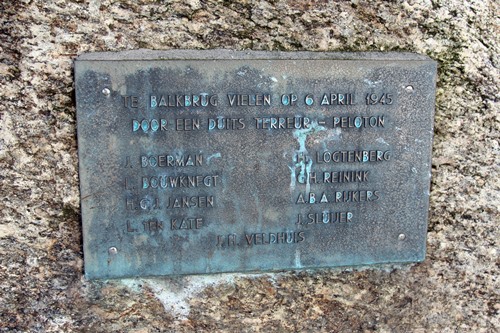 TE BALKBRUG VIELEN OP 6 APRIL 1945
DOOR EEN DUITS TERREUR - PELOTON
J. BOERMAN
LOGTENBERG
BOUWKNEGT
G.H. REININK
H.G.J. JANSEN
A.B.A. RIJKERS
L. TER KATE
J. SLUIJER
J.H. VELDHUIS